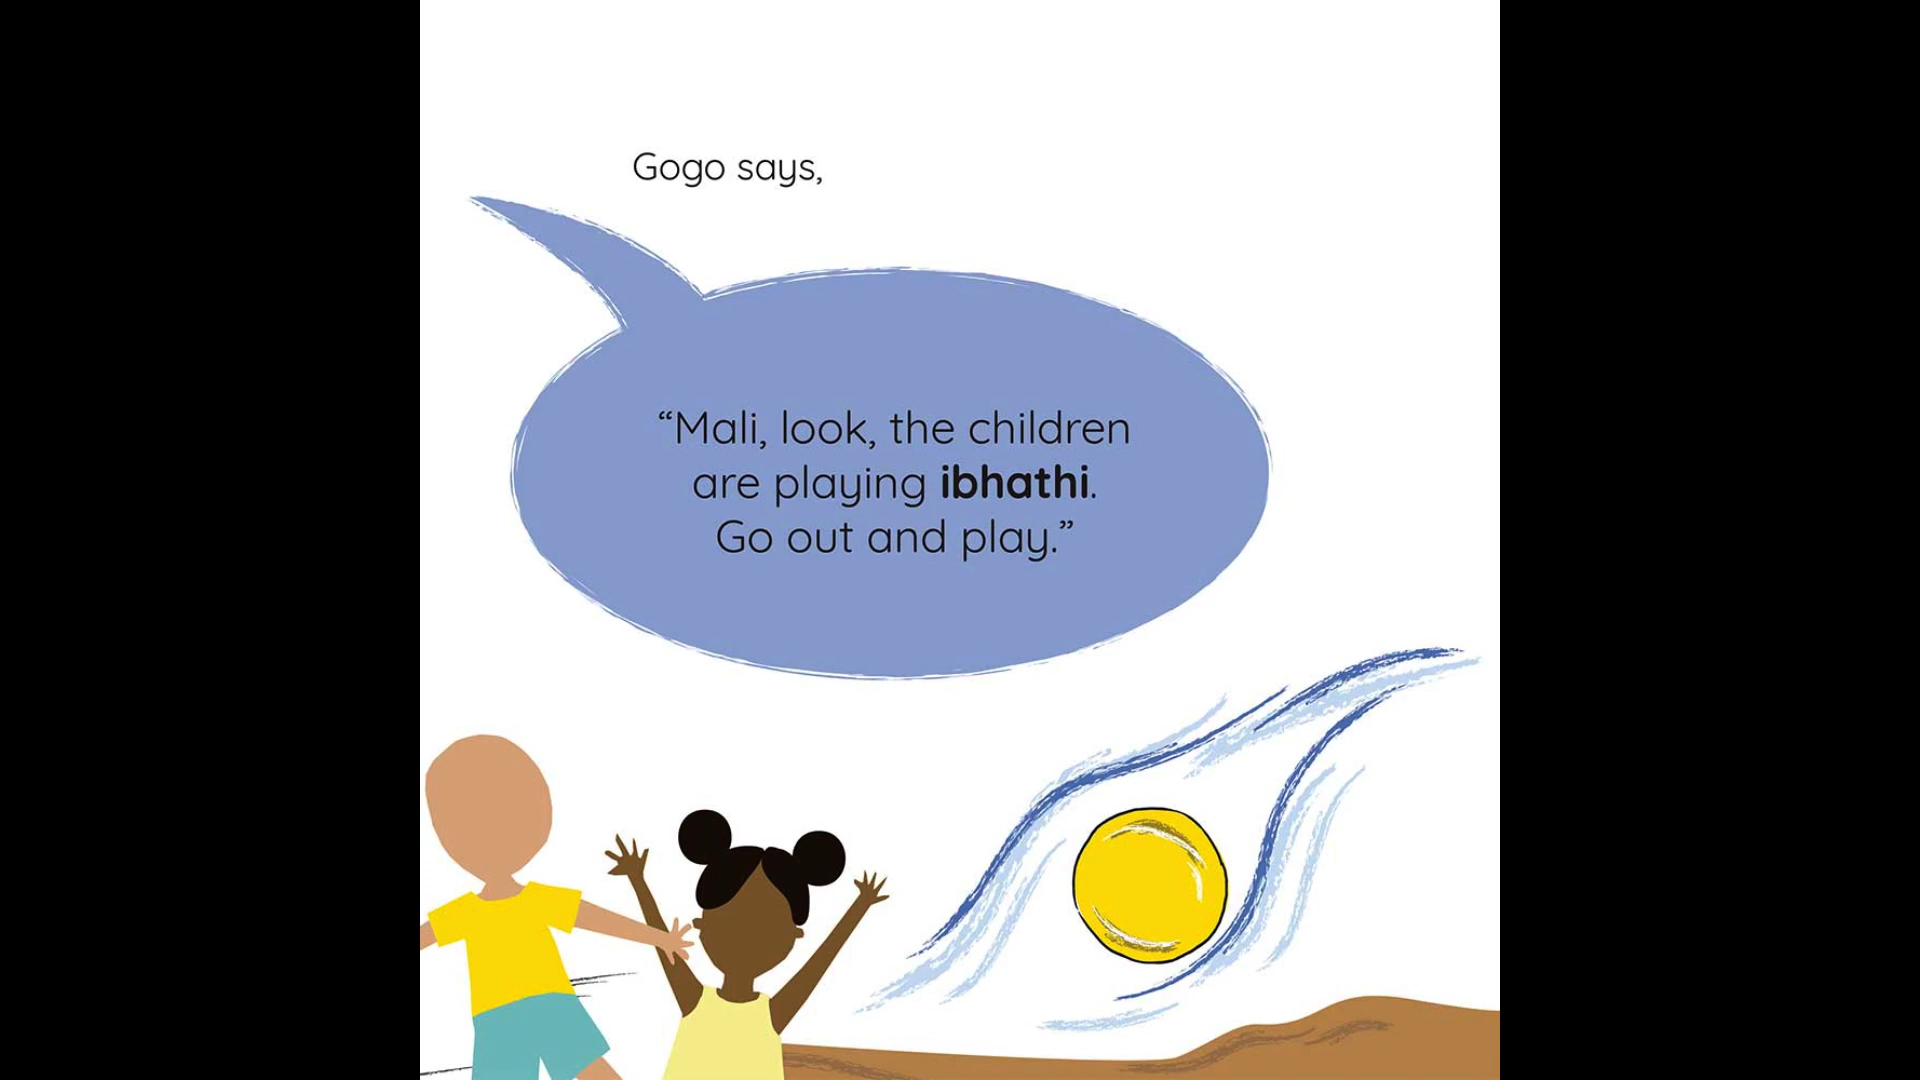 Gogo says,
“Mali, look, the children
are playing ibhathi.
Go out and play.”